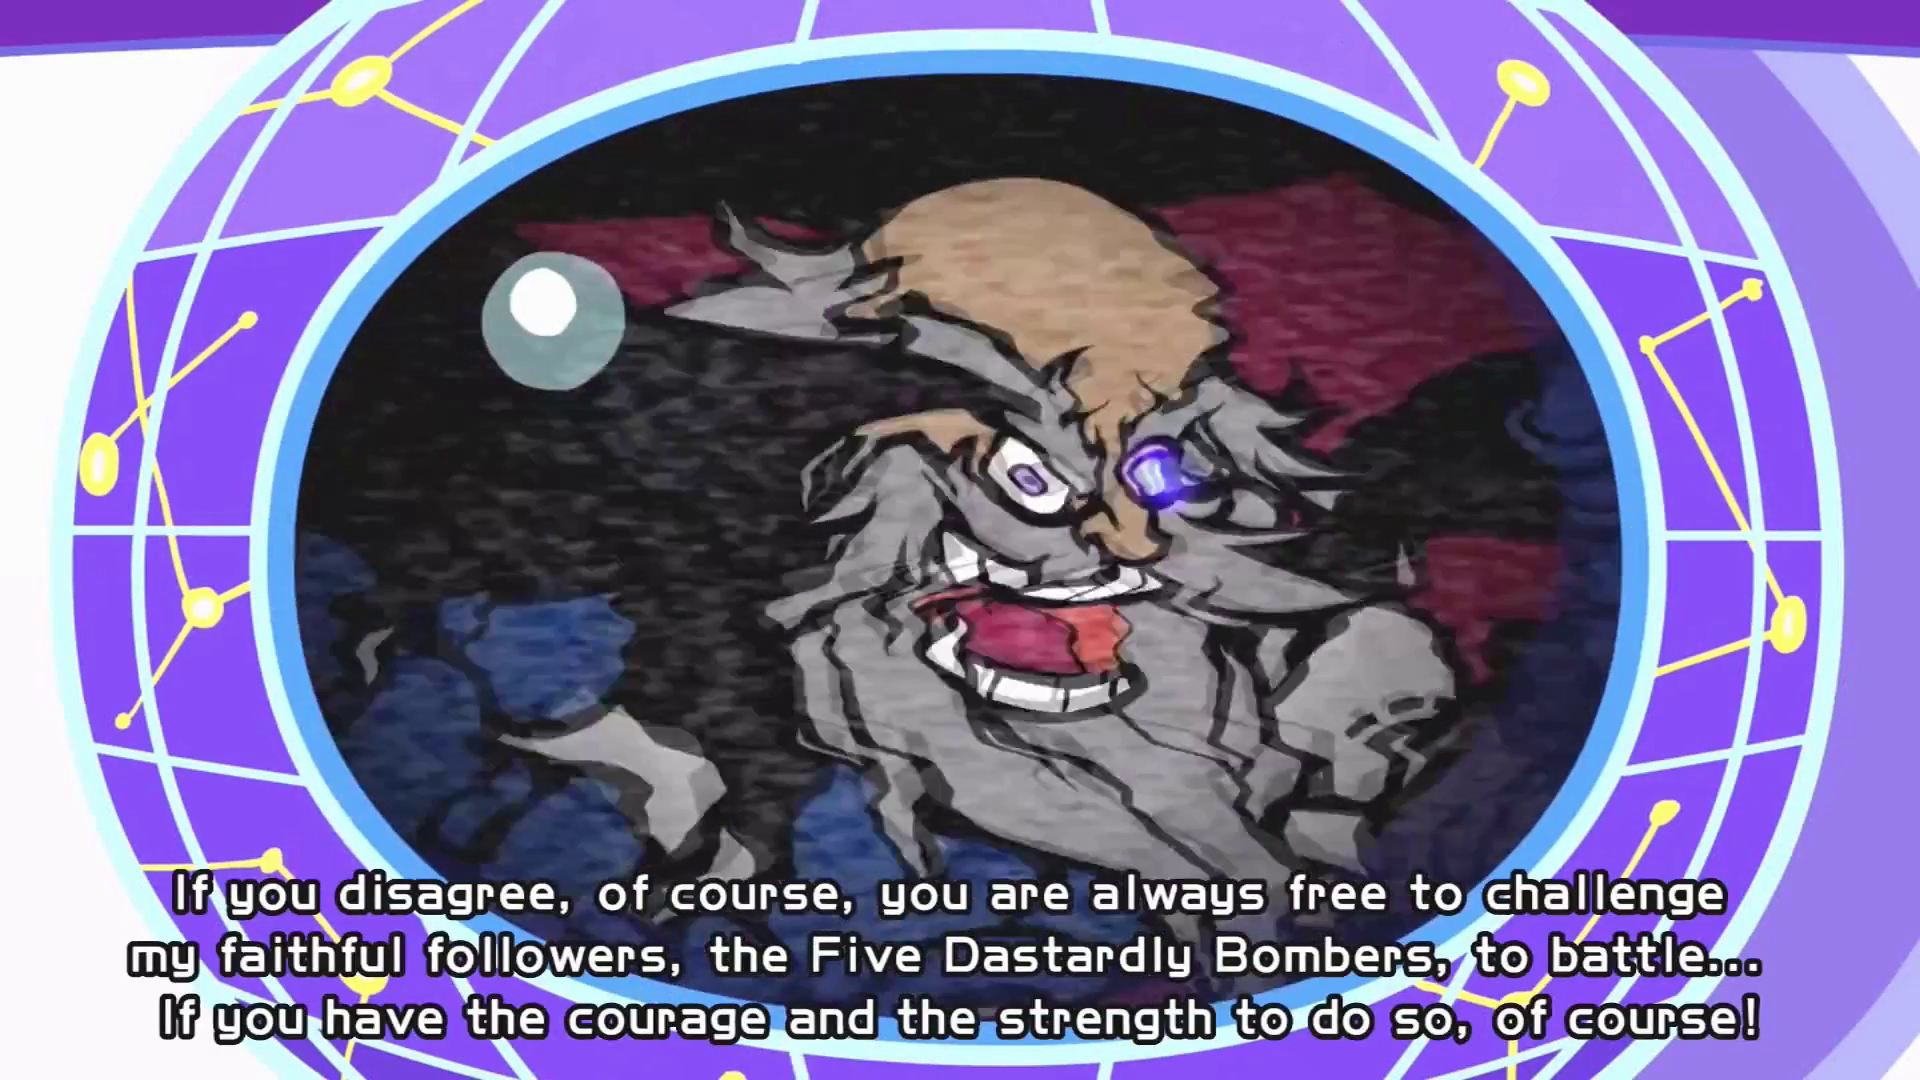 If you disagree, of course, you are always free to challenge
my faithful followers, the Five Dastardly Bombers, to battle...
If you have the courage and the strength to do so, of course!